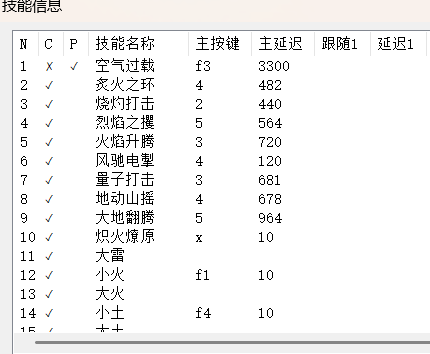 技能信息
N C P 技能名称 主按键 主延迟 跟随1 延迟1
1 ✗ ✓ 空气过载 f3 3300
2 ✓ 炙火之环 4 482
3 ✓ 烧灼打击 2 440
4 ✓ 烈焰之攫 5 564
5 ✓ 火焰升腾 3 720
6 ✓ 风驰电掣 4 120
7 ✓ 量子打击 3 681
8 ✓ 地动山摇 4 678
9 ✓ 大地翻腾 5 964
10 ✓ 炽火燎原 x 10
11 ✓ 大雷
12 ✓ 小火 f1 10
13 ✓ 大火
14 ✓ 小土 f4 10
15 ✓ 大土